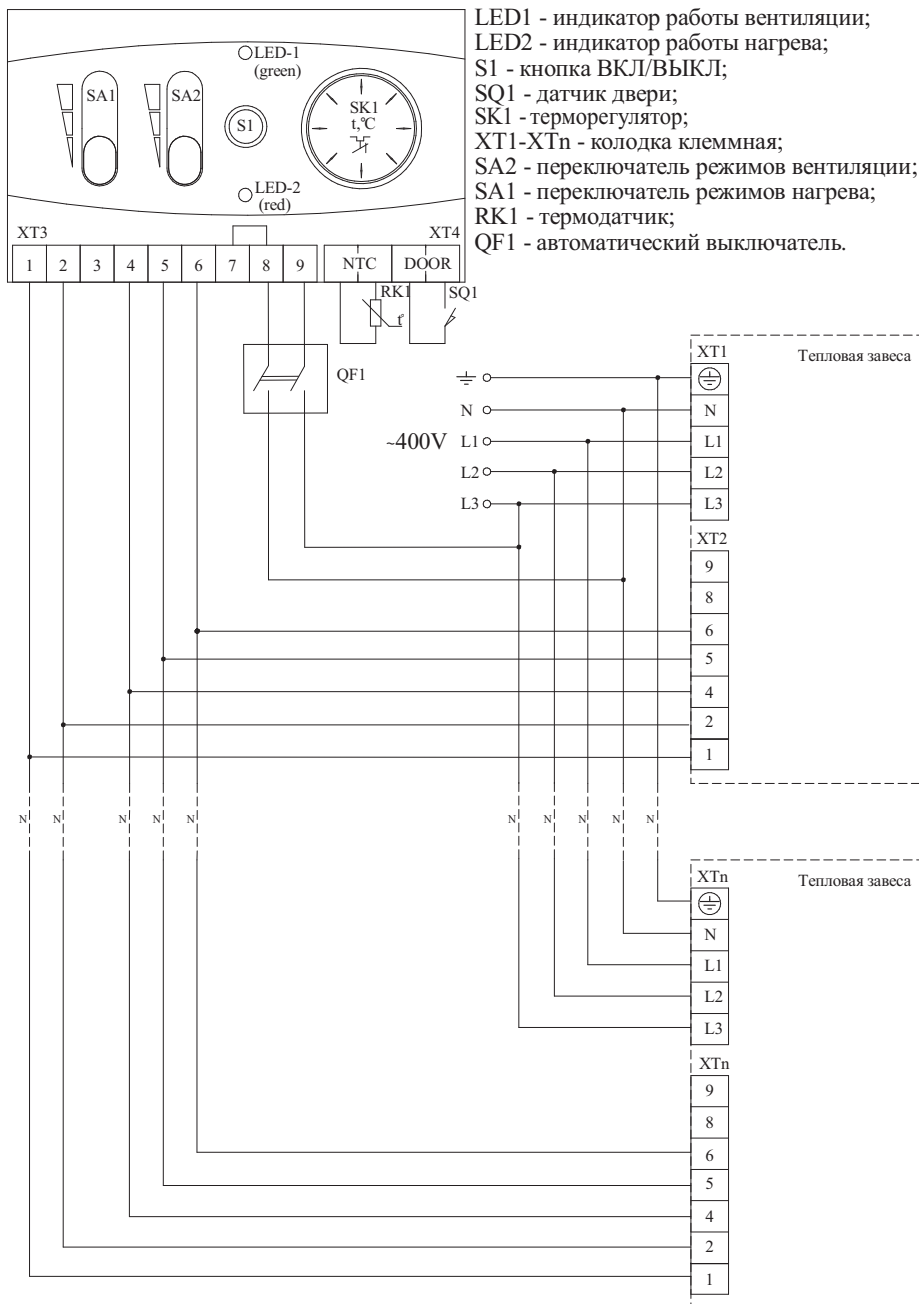 LED1 - индикатор работы вентиляции;
LED2 - индикатор работы нагрева;
S1 - кнопка ВКЛ/ВЫКЛ;
SQ1 - датчик двери;
SK1 - терморегулятор;
XT1-XTn - колодка клеммная;
SA2 - переключатель режимов вентиляции;
SA1 - переключатель режимов нагрева;
RK1 - термодатчик;
QF1 - автоматический выключатель.
LED-1
(green)
SA1
SA2
S1
SK1
t,°C
LED-2
(red)
XT3
XT4
1 2 3 4 5 6 7 8 9 NTC DOOR
RK1
t°
SQ1
QF1
XT1
Тепловая завеса
N N
~400V L1 L1
L2 L2
L3 L3
XT2
9
8
6
5
4
2
1
N N N N N N N N N N
XTn
Тепловая завеса
N
L1
L2
L3
XTn
9
8
6
5
4
2
1